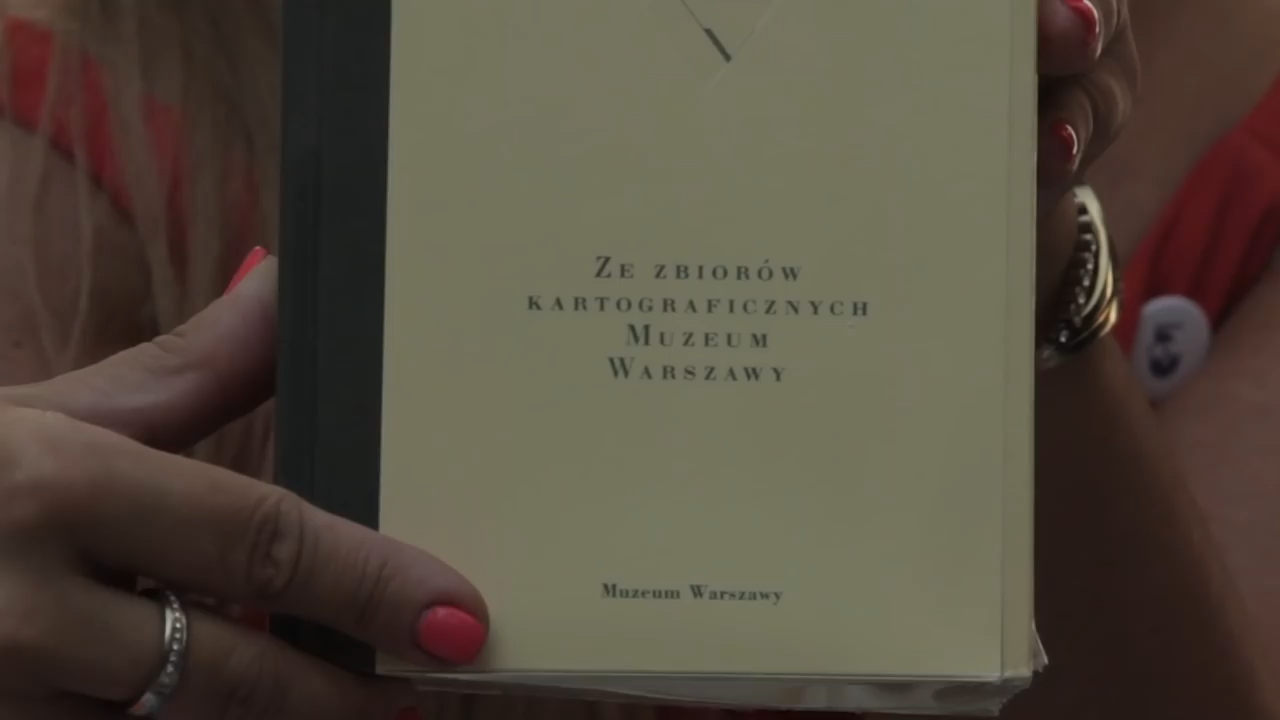 Ze zbiorów
kartograficznych
Muzeum
Warszawy
Muzeum Warszawy